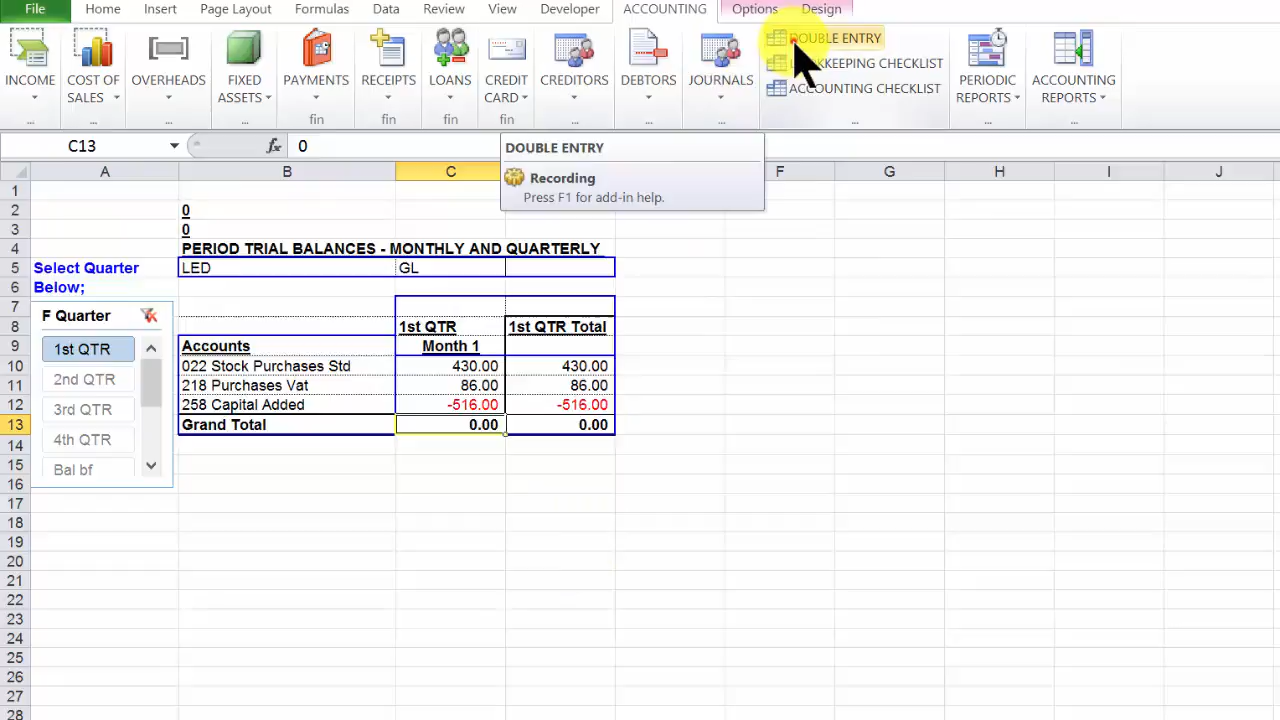 File Home Insert Page Layout Formulas Data Review View Developer ACCOUNTING Options Design
INCOME
COST OF SALES
OVERHEADS
FIXED ASSETS
PAYMENTS
RECEIPTS
LOANS
CREDIT CARD
CREDITORS
DEBTORS
JOURNALS
DOUBLE ENTRY
CHECKLIST
ACCOUNTING CHECKLIST
PERIODIC REPORTS
ACCOUNTING REPORTS
... ... ... ... fin fin fin fin ... ... ... ... ... ...
C13 fx 0
DOUBLE ENTRY
Recording
Press F1 for add-in help.
A B C F G H I J
1
2 0
3 0
4 PERIOD TRIAL BALANCES - MONTHLY AND QUARTERLY
5 Select Quarter LED GL
6 Below;
7 F Quarter
8 1st QTR 1st QTR Total
9 1st QTR Accounts Month 1
10 022 Stock Purchases Std 430.00 430.00
11 2nd QTR 218 Purchases Vat 86.00 86.00
12 3rd QTR 258 Capital Added -516.00 -516.00
13 Grand Total 0.00 0.00
14 4th QTR
15 Bal bf
16
17
18
19
20
21
22
23
24
25
26
27
28